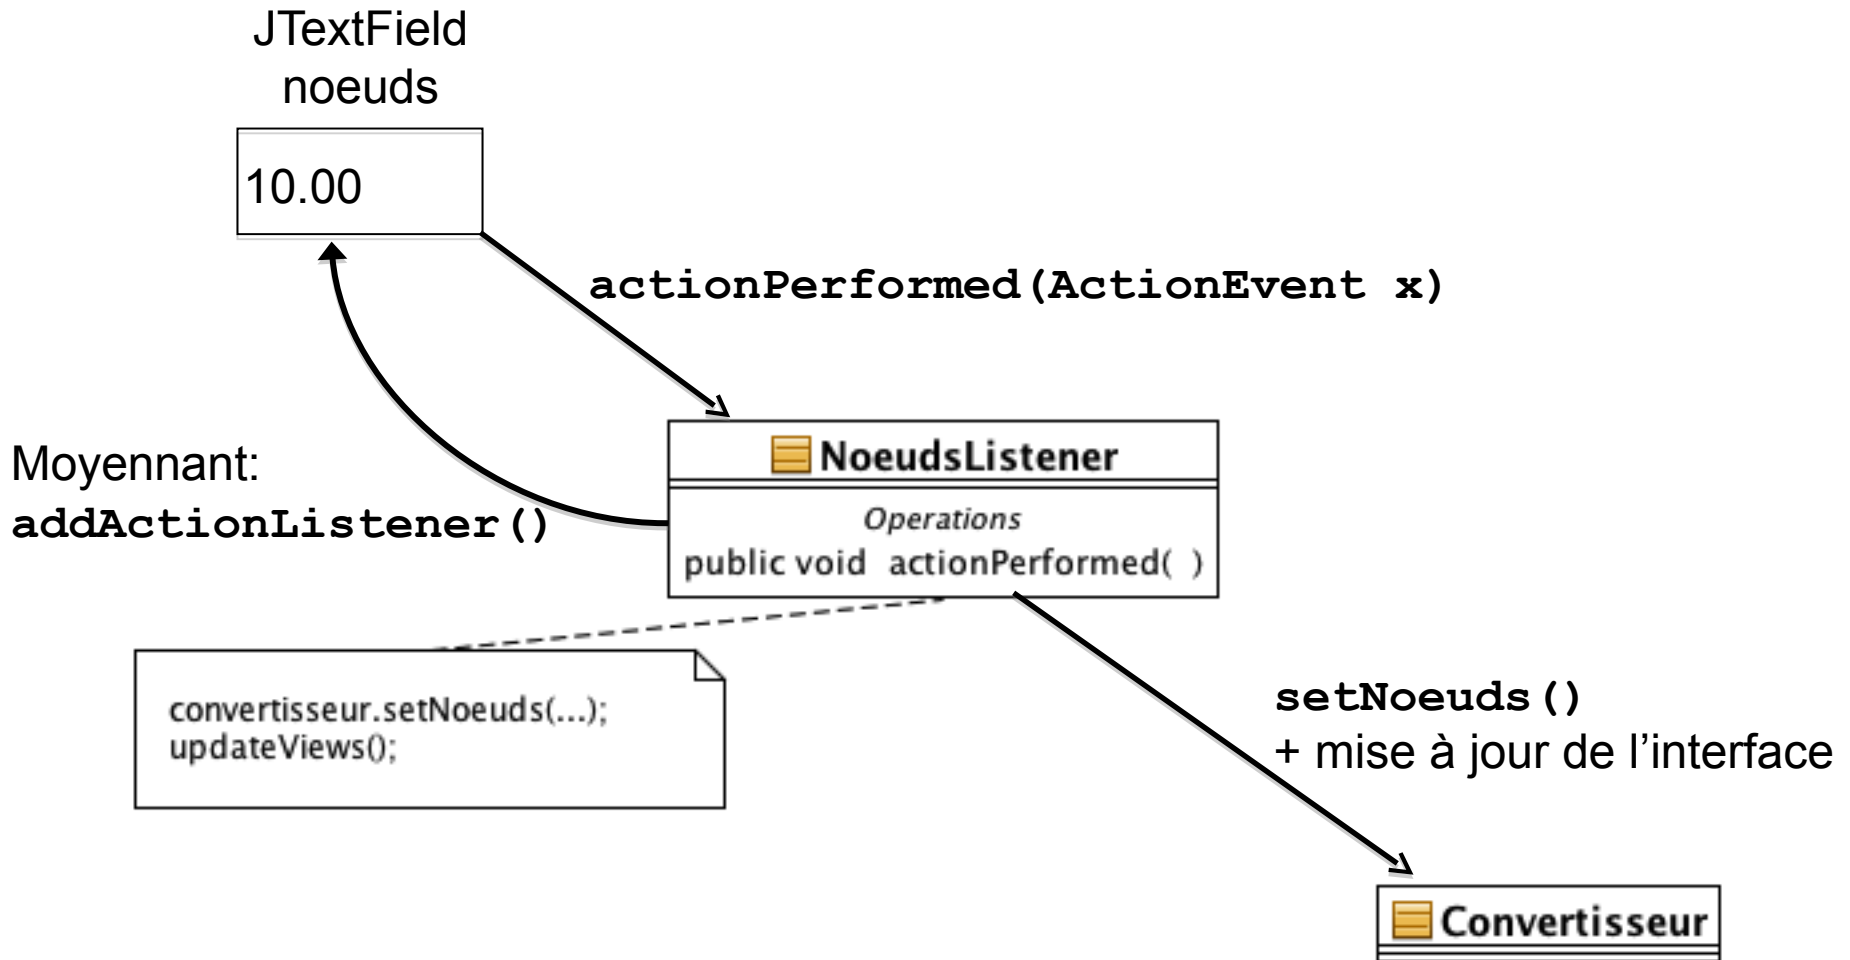 JTextField
noeuds
10.00
actionPerformed(ActionEvent x)
Moyennant:
addActionListener()
NoeudsListener
Operations
public void actionPerformed( )
convertisseur.setNoeuds(...);
updateViews();
setNoeuds()
+ mise à jour de l’interface
Convertisseur